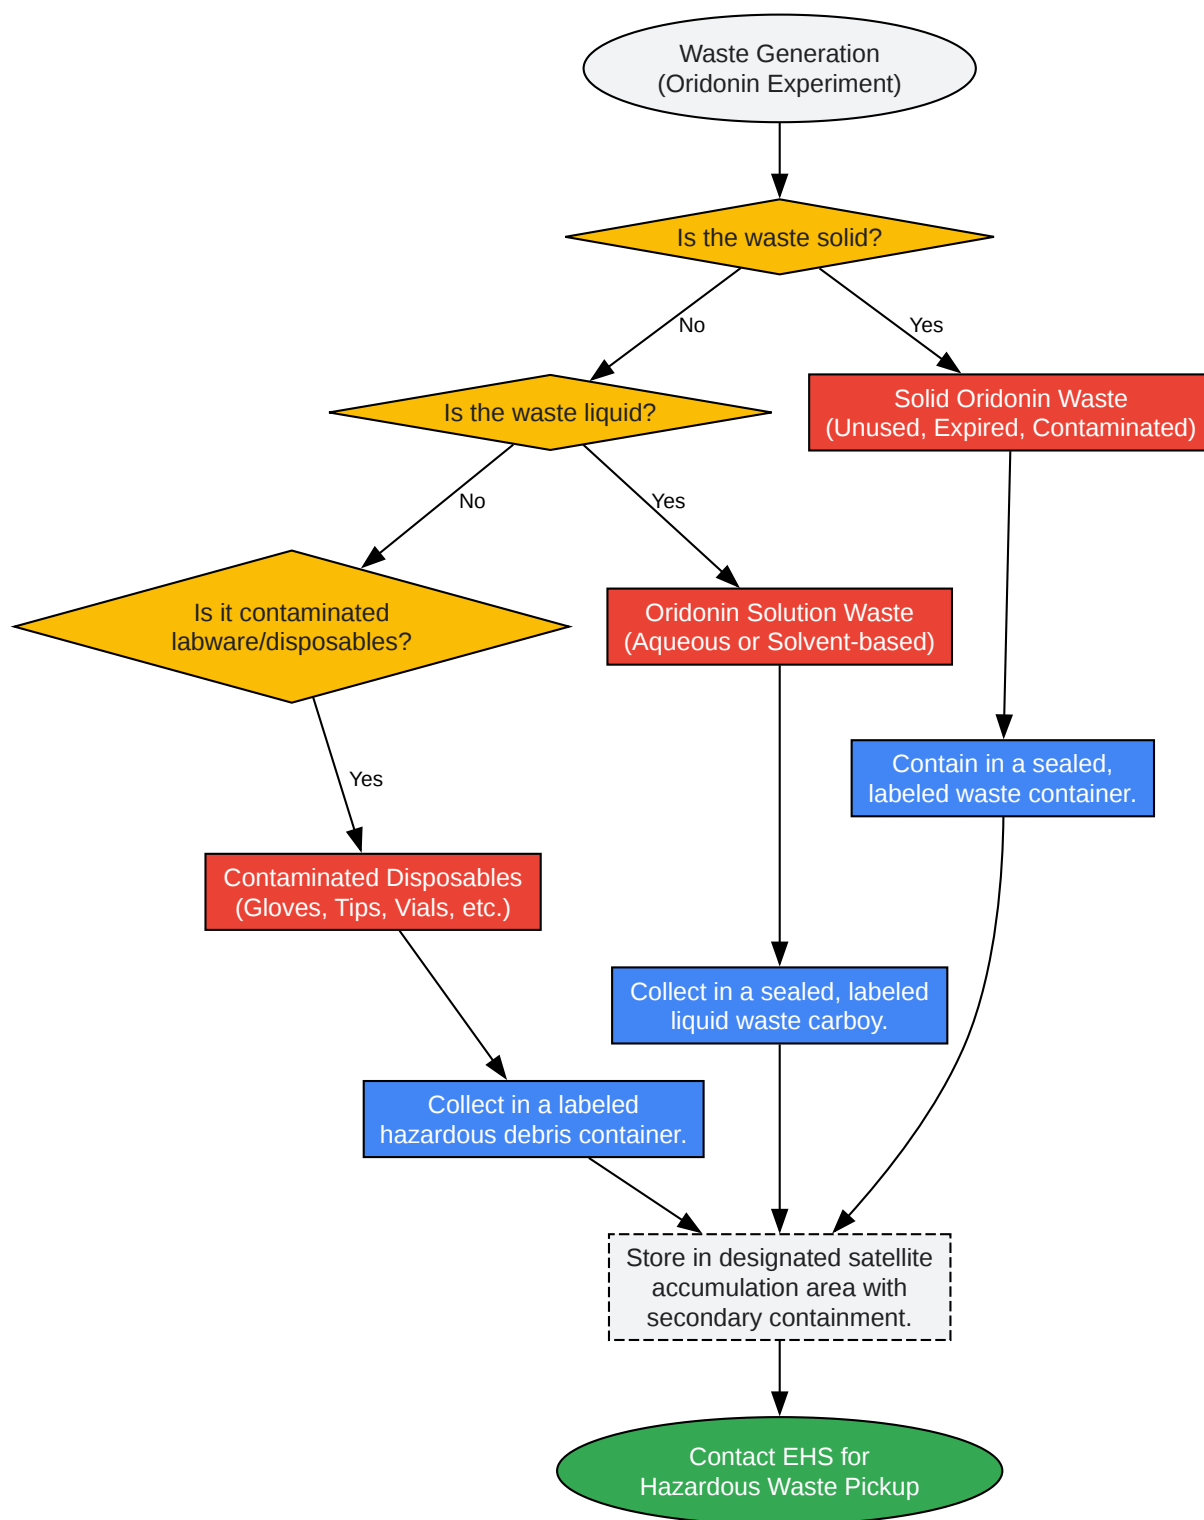 Waste Generation
(Oridonin Experiment)
Is the waste solid?
No
Yes
Is the waste liquid?
Solid Oridonin Waste
(Unused, Expired, Contaminated)
No
Yes
Is it contaminated
labware/disposables?
Oridonin Solution Waste
(Aqueous or Solvent-based)
Contain in a sealed,
labeled waste container.
Yes
Contaminated Disposables
(Gloves, Tips, Vials, etc.)
Collect in a sealed, labeled
liquid waste carboy.
Collect in a labeled
hazardous debris container.
Store in designated satellite
accumulation area with
secondary containment.
Contact EHS for
Hazardous Waste Pickup